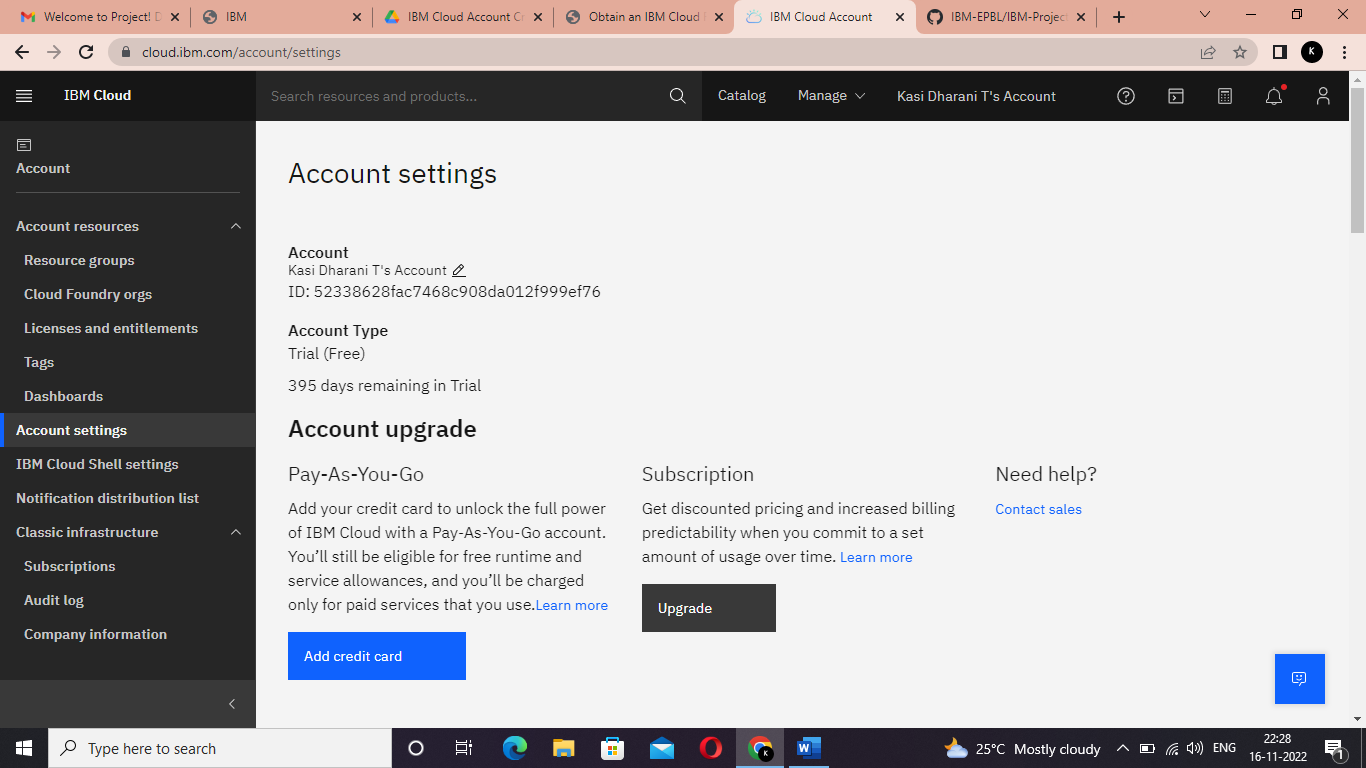 Welcome to Project! D
IBM
IBM Cloud Account Cr
Obtain an IBM Cloud
IBM Cloud Account
IBM-EPBL/IBM-Project
cloud.ibm.com/account/settings
K
IBM Cloud
Search resources and products...
Catalog
Manage
Kasi Dharani T's Account
Account
Account resources
Resource groups
Cloud Foundry orgs
Licenses and entitlements
Tags
Dashboards
Account settings
IBM Cloud Shell settings
Notification distribution list
Classic infrastructure
Subscriptions
Audit log
Company information
Account settings
Account
Kasi Dharani T's Account
ID: 52338628fac7468c908da012f999ef76
Account Type
Trial (Free)
395 days remaining in Trial
Account upgrade
Pay-As-You-Go
Add your credit card to unlock the full power
of IBM Cloud with a Pay-As-You-Go account.
You’ll still be eligible for free runtime and
service allowances, and you’ll be charged
only for paid services that you use.Learn more
Add credit card
Subscription
Get discounted pricing and increased billing
predictability when you commit to a set
amount of usage over time. Learn more
Upgrade
Need help?
Contact sales
Type here to search
K
W
25°C Mostly cloudy
ENG
22:28
16-11-2022
1